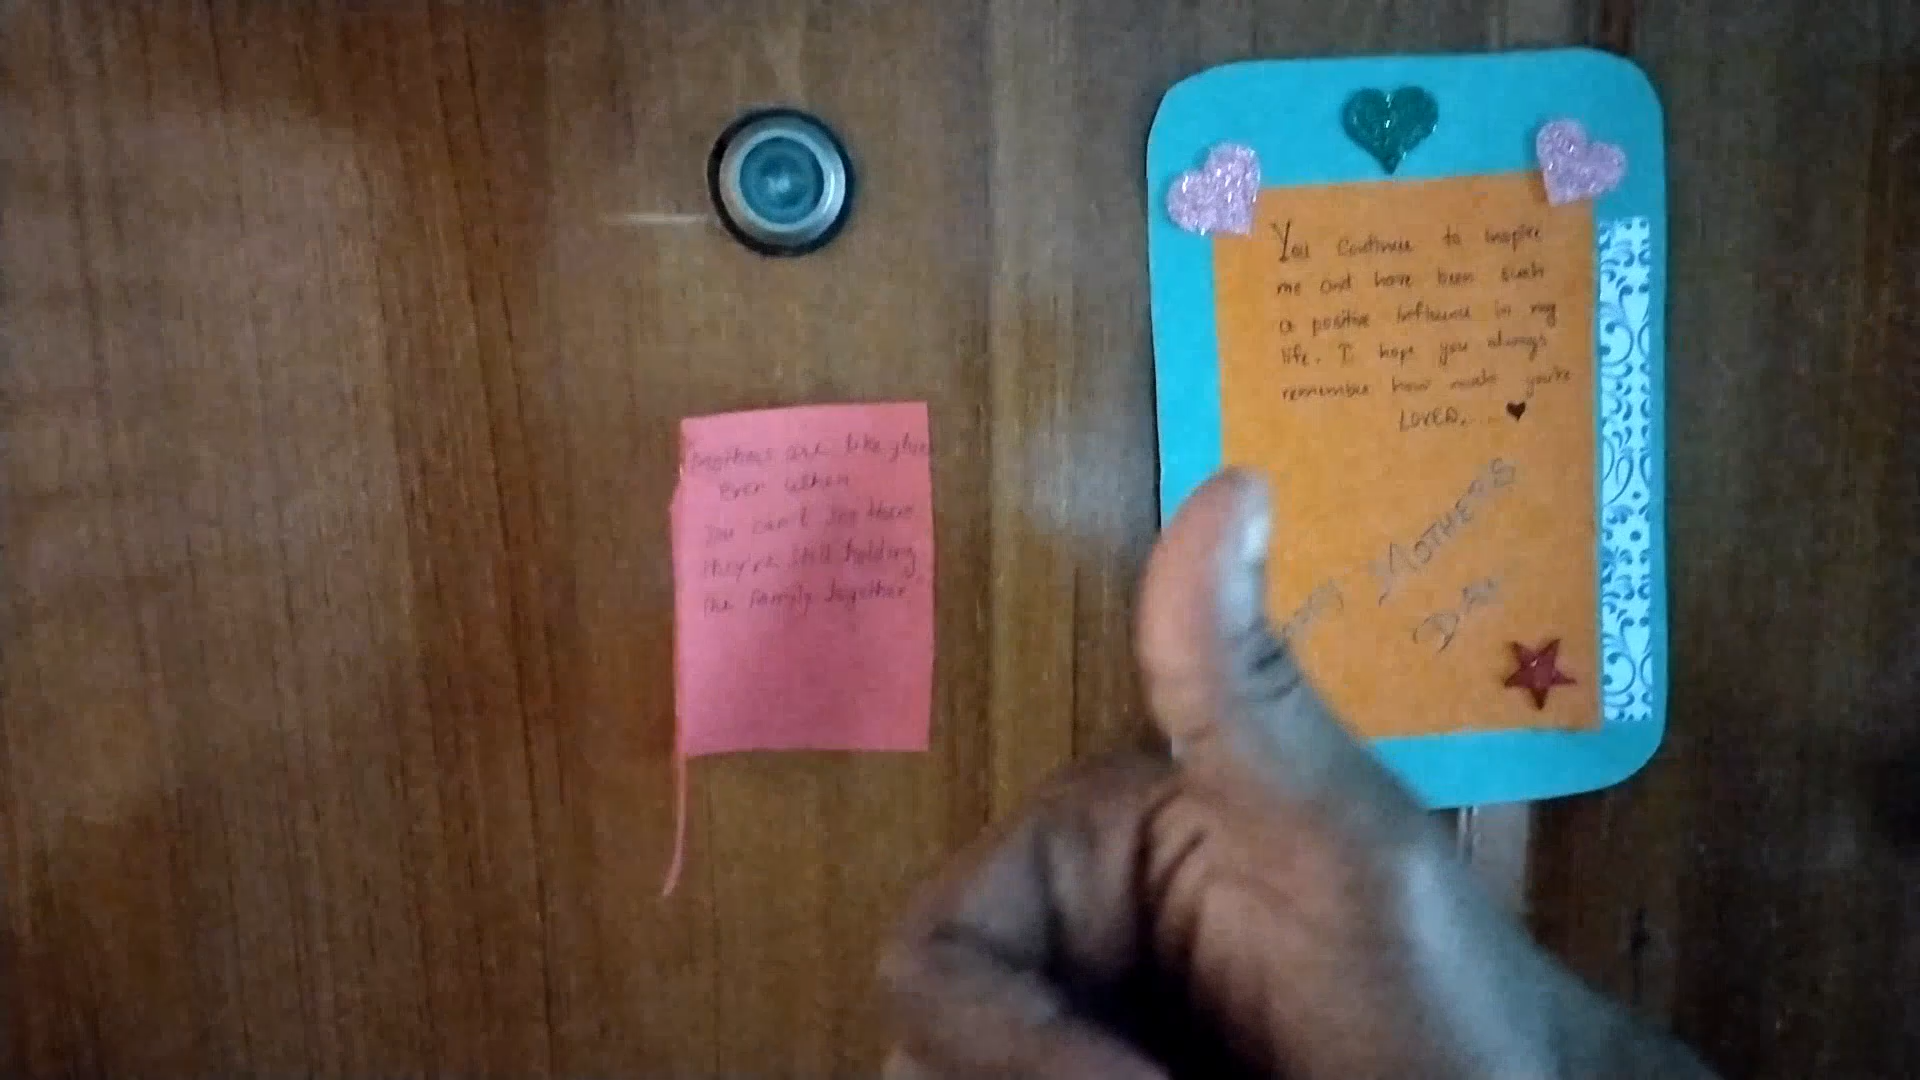 mothers are like glue
Even when
You can't see them
they're still holding
the family together
You Continue to inspire
me and have been such
a positive influence in my
life. I hope you always
remember how much you're
LOVED.... ♥
MOTHER'S
DAY